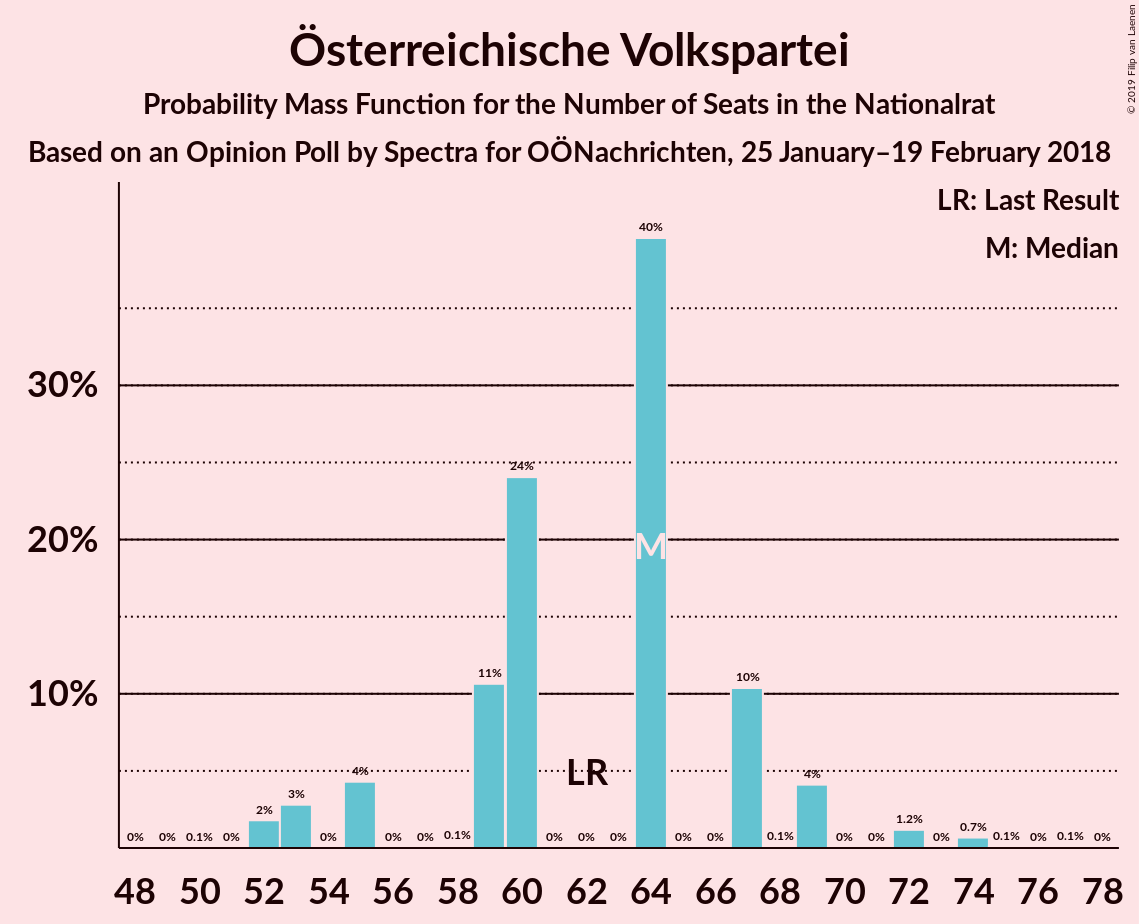 Österreichische Volkspartei
Probability Mass Function for the Number of Seats in the Nationalrat
Based on an Opinion Poll by Spectra for OÖNachrichten, 25 January–19 February 2018
© 2019 Filip van Laenen
LR: Last Result
M: Median
30%
20%
10%
0% 0% 0.1% 0% 2% 3% 0% 4% 0% 0% 0.1% 11% 24% 0% 0% 0% 40% 0% 0% 10% 0.1% 4% 0% 0% 1.2% 0% 0.7% 0.1% 0% 0.1% 0%
M
LR
48 50 52 54 56 58 60 62 64 66 68 70 72 74 76 78